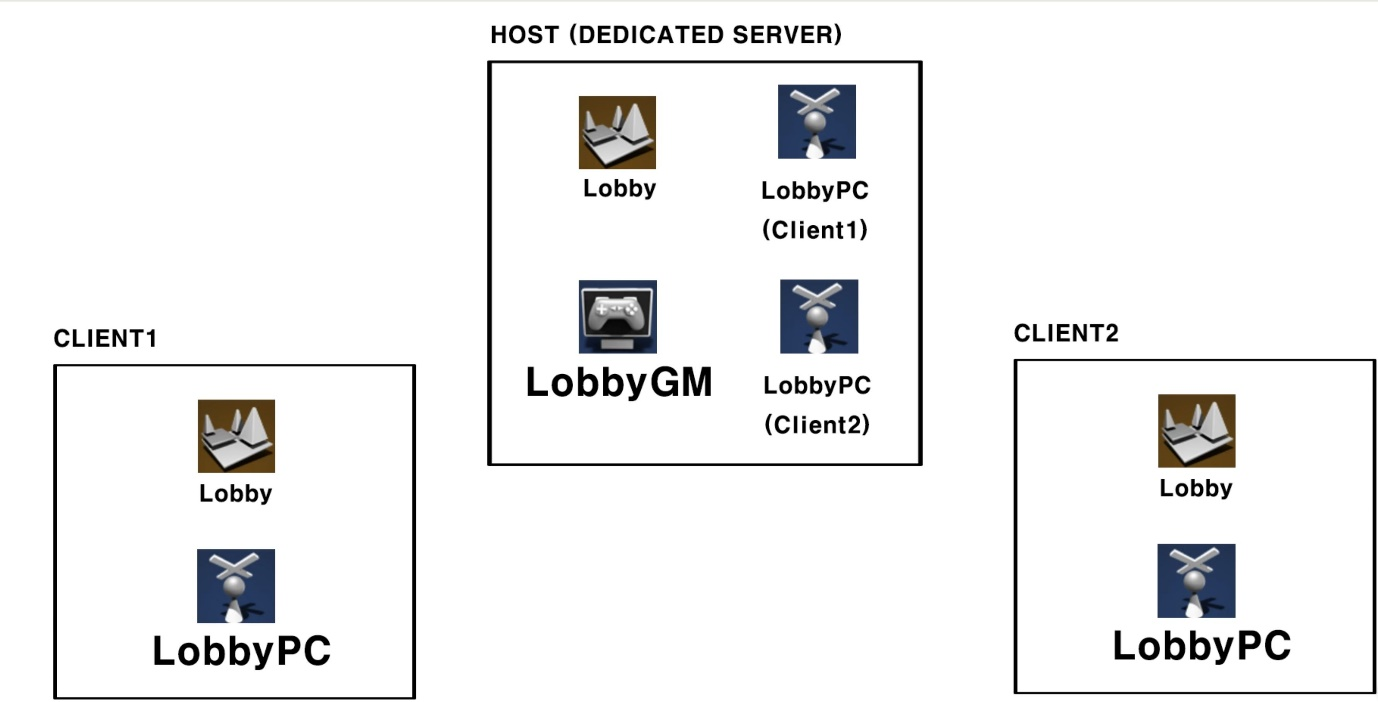 HOST (DEDICATED SERVER)
Lobby
LobbyPC
(Client1)
LobbyGM
LobbyPC
(Client2)
CLIENT1
Lobby
LobbyPC
CLIENT2
Lobby
LobbyPC